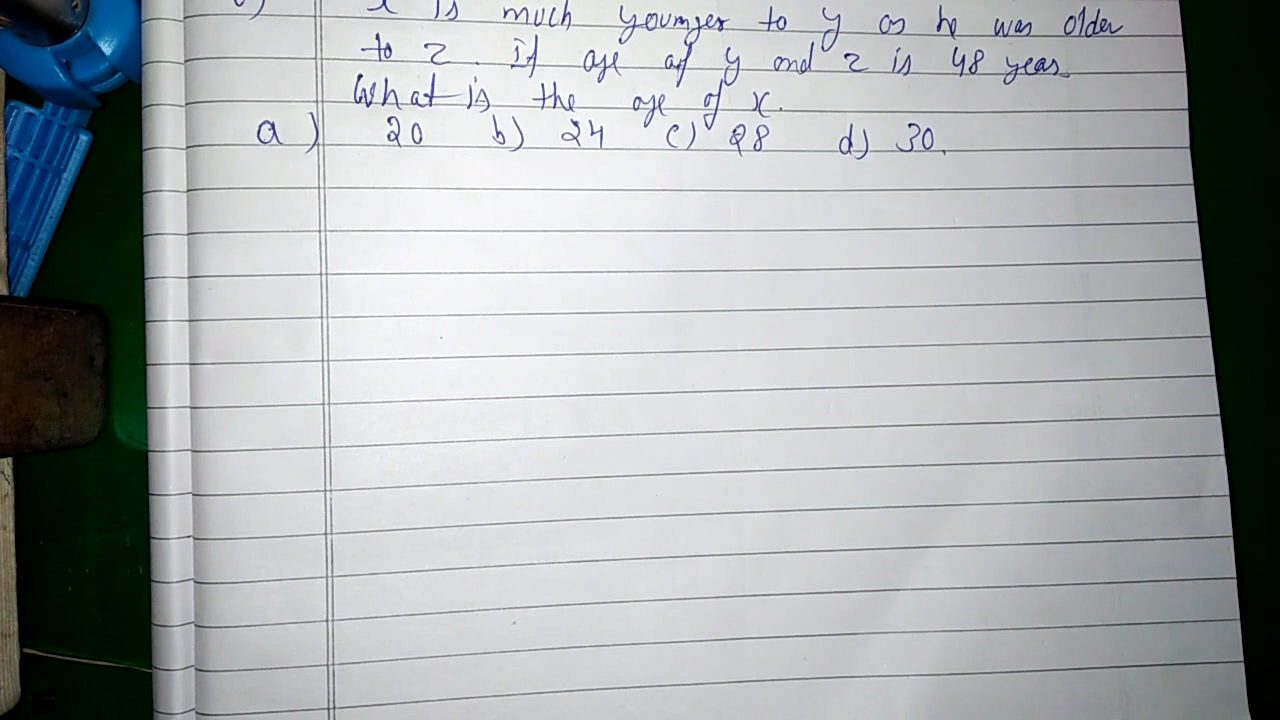 x is much younger to y as he was older
to z. if age of y and z is 48 years
What is the age of x.
a) 20 b) 24 c) 28 d) 30.